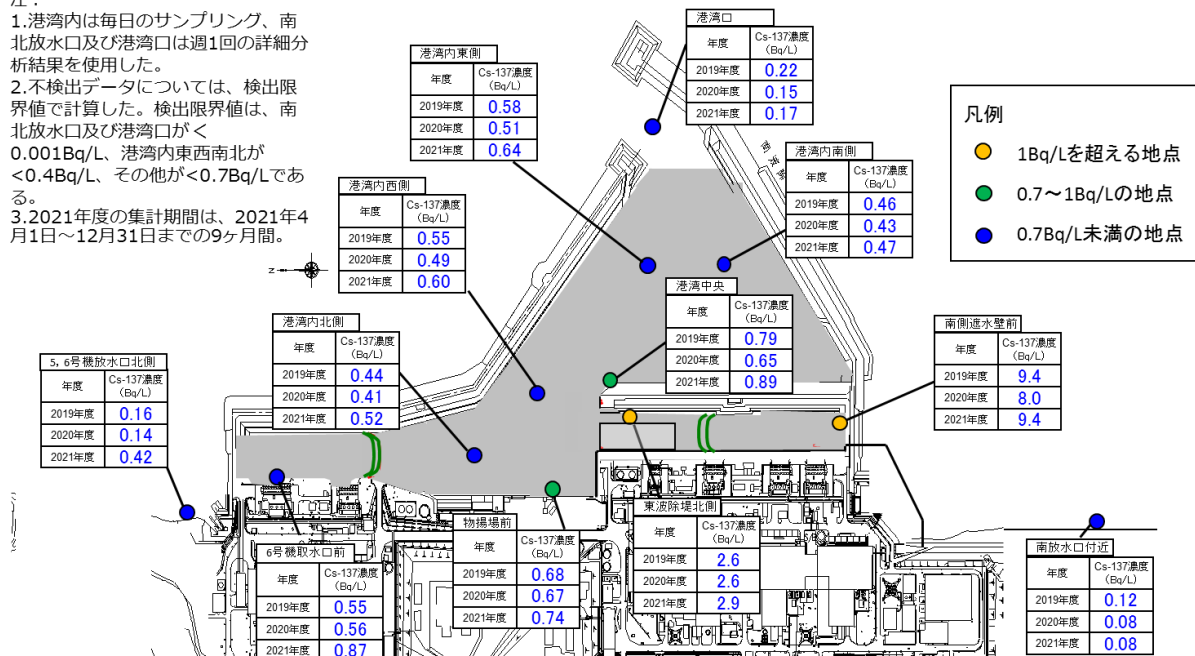 注：
1.港湾内は毎日のサンプリング、南
北放水口及び港湾口は週1回の詳細分
析結果を使用した。
2.不検出データについては、検出限
界値で計算した。検出限界値は、南
北放水口及び港湾口が＜
0.001Bq/L、港湾内東西南北が
<0.4Bq/L、その他が<0.7Bq/Lであ
る。
3.2021年度の集計期間は、2021年4
月1日～12月31日までの9ヶ月間。
港湾口
年度 Cs-137濃度
(Bq/L)
2019年度 0.22
2020年度 0.15
2021年度 0.17
港湾内東側
年度 Cs-137濃度
(Bq/L)
2019年度 0.58
2020年度 0.51
2021年度 0.64
凡例
1Bq/Lを超える地点
0.7～1Bq/Lの地点
0.7Bq/L未満の地点
港湾内南側
年度 Cs-137濃度
(Bq/L)
2019年度 0.46
2020年度 0.43
2021年度 0.47
港湾内西側
年度 Cs-137濃度
(Bq/L)
2019年度 0.55
2020年度 0.49
2021年度 0.60
Z
港湾中央
年度 Cs-137濃度
(Bq/L)
2019年度 0.79
2020年度 0.65
2021年度 0.89
港湾内北側
年度 Cs-137濃度
(Bq/L)
2019年度 0.44
2020年度 0.41
2021年度 0.52
南側遮水壁前
年度 Cs-137濃度
(Bq/L)
2019年度 9.4
2020年度 8.0
2021年度 9.4
5，6号機放水口北側
年度 Cs-137濃度
(Bq/L)
2019年度 0.16
2020年度 0.14
2021年度 0.42
東波除堤北側
年度 Cs-137濃度
(Bq/L)
2019年度 2.6
2020年度 2.6
2021年度 2.9
物揚場前
年度 Cs-137濃度
(Bq/L)
2019年度 0.68
2020年度 0.67
2021年度 0.74
6号機取水口前
年度 Cs-137濃度
(Bq/L)
2019年度 0.55
2020年度 0.56
2021年度 0.87
南放水口付近
年度 Cs-137濃度
(Bq/L)
2019年度 0.12
2020年度 0.08
2021年度 0.08